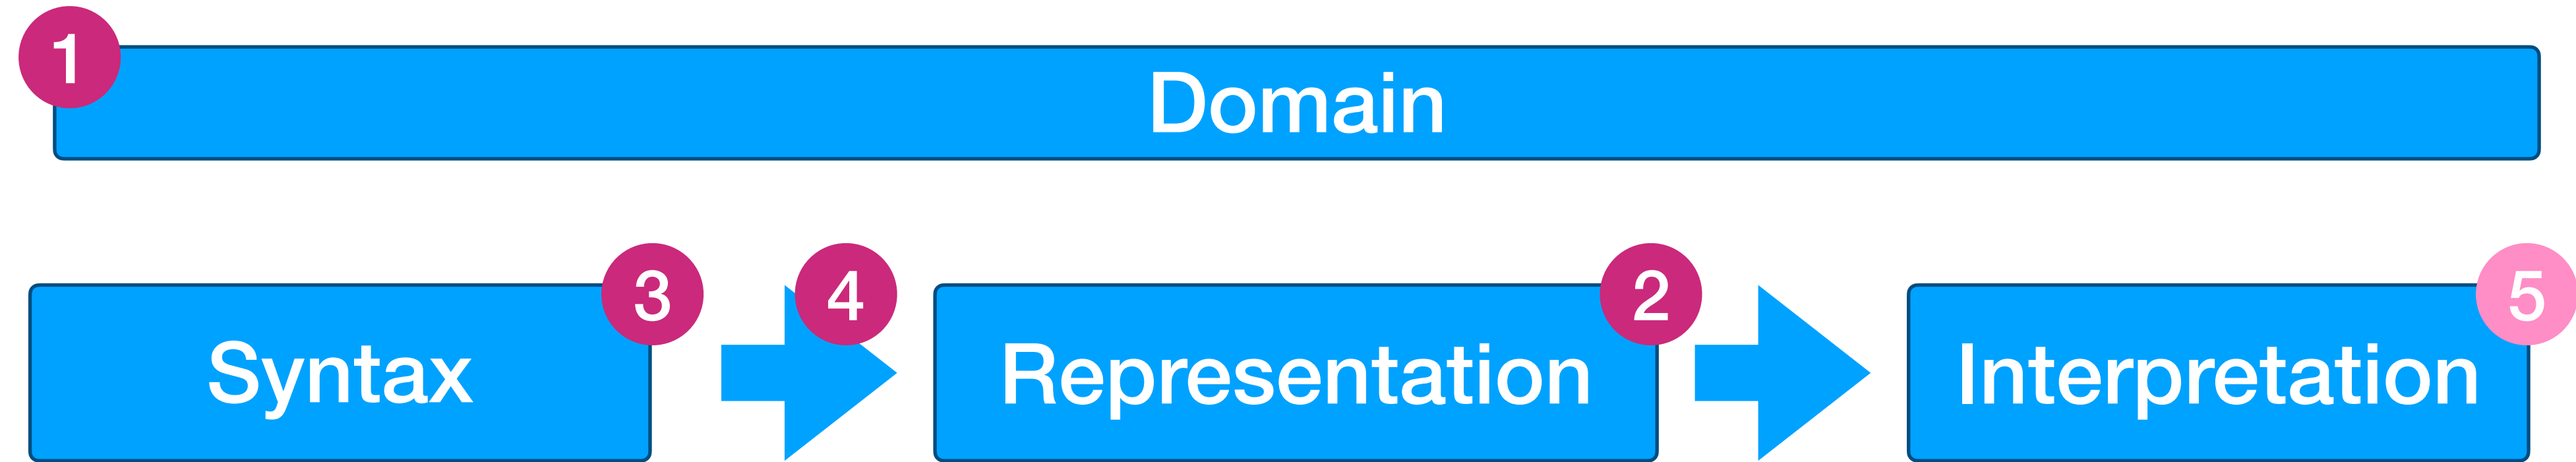 1
Domain
3
4
2
5
Syntax
Representation
Interpretation